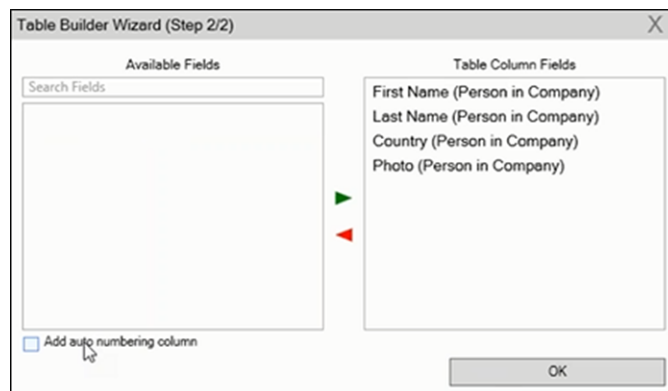 Table Builder Wizard (Step 2/2)
X
Available Fields
Search Fields
Add auto numbering column
Table Column Fields
First Name (Person in Company)
Last Name (Person in Company)
Country (Person in Company)
Photo (Person in Company)
OK